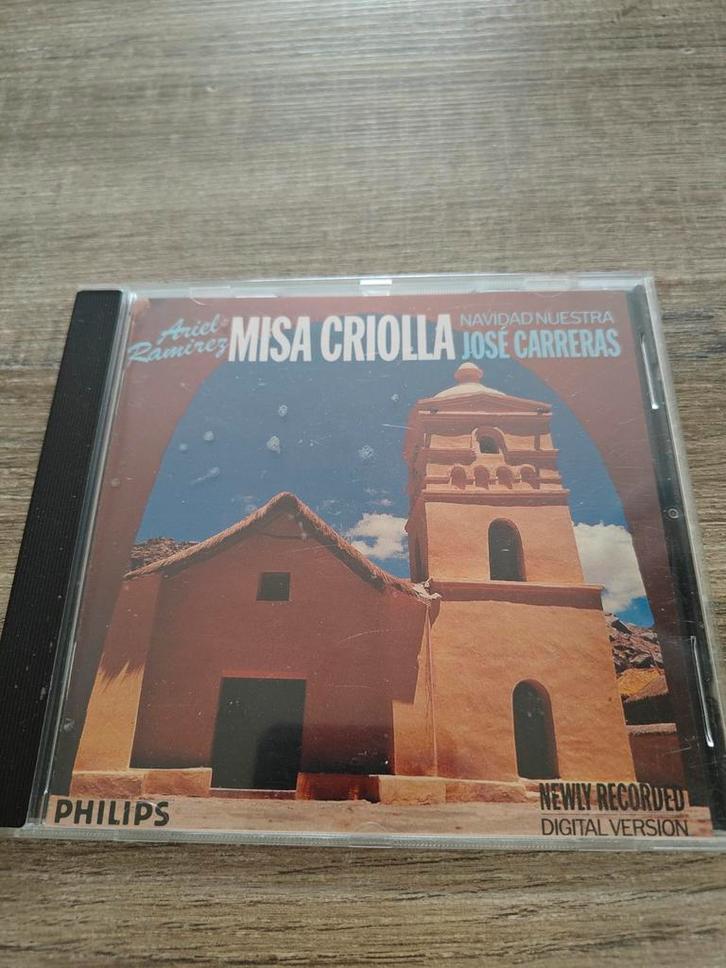 Ariel
Ramirez
MISA CRIOLLA
NAVIDAD NUESTRA
JOSÉ CARRERAS
PHILIPS
NEWLY RECORDED
DIGITAL VERSION